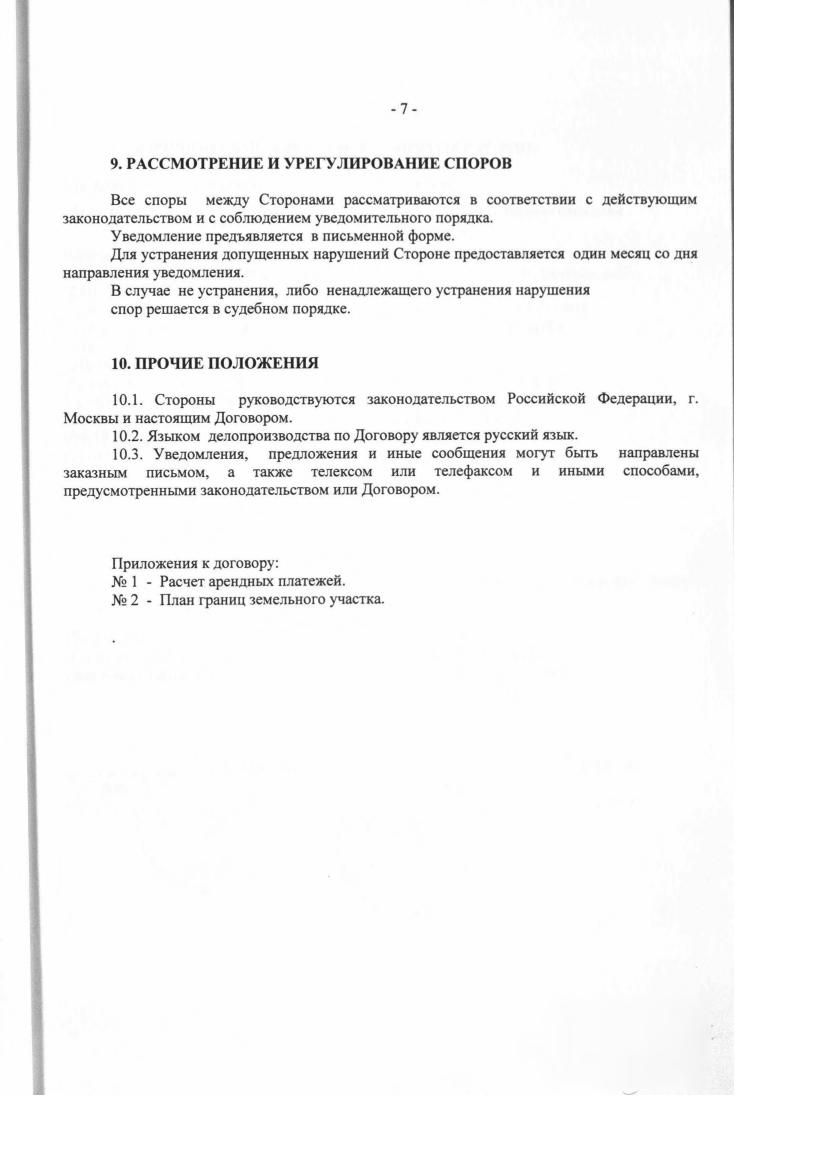 - 7 -
9. РАССМОТРЕНИЕ И УРЕГУЛИРОВАНИЕ СПОРОВ
Все споры между Сторонами рассматриваются в соответствии с действующим
законодательством и с соблюдением уведомительного порядка.
Уведомление предъявляется в письменной форме.
Для устранения допущенных нарушений Стороне предоставляется один месяц со дня
направления уведомления.
В случае не устранения, либо ненадлежащего устранения нарушения
спор решается в судебном порядке.
10. ПРОЧИЕ ПОЛОЖЕНИЯ
10.1. Стороны руководствуются законодательством Российской Федерации, г.
Москвы и настоящим Договором.
10.2. Языком делопроизводства по Договору является русский язык.
10.3. Уведомления, предложения и иные сообщения могут быть направлены
заказным письмом, а также телексом или телефаксом и иными способами,
предусмотренными законодательством или Договором.
Приложения к договору:
№ 1 - Расчет арендных платежей.
№ 2 - План границ земельного участка.
.